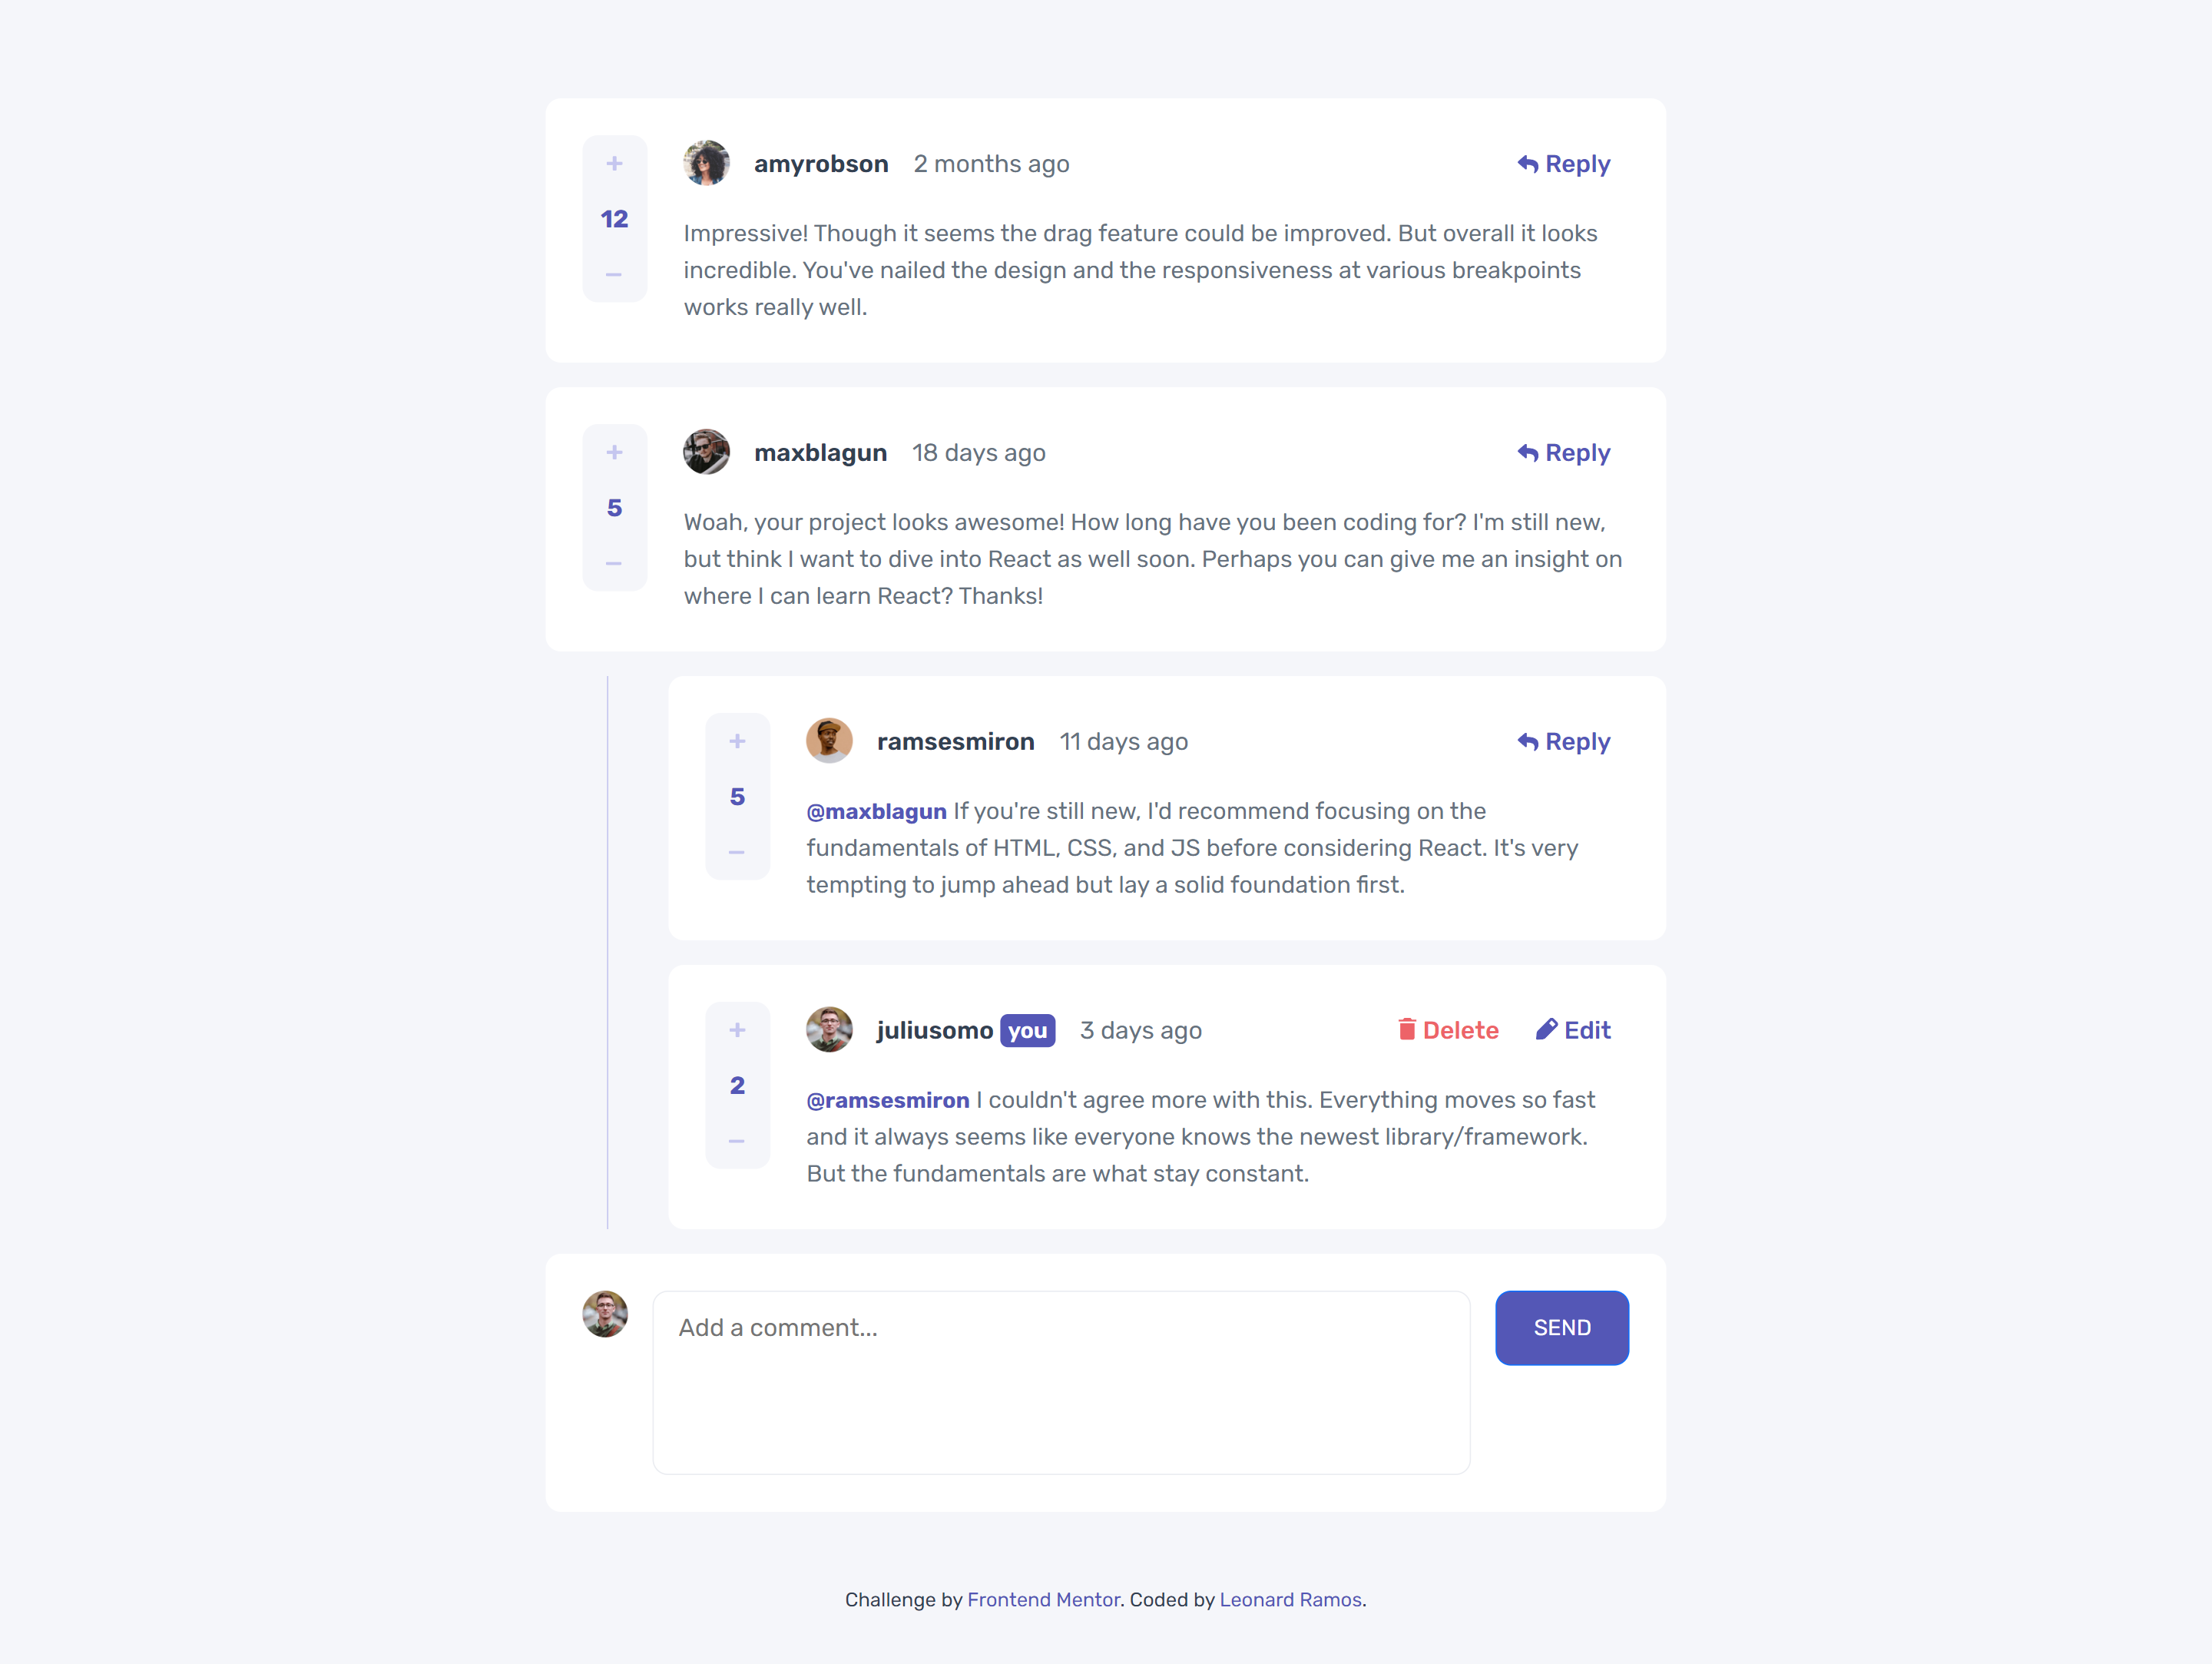 +
amyrobson 2 months ago Reply
12
Impressive! Though it seems the drag feature could be improved. But overall it looks
incredible. You've nailed the design and the responsiveness at various breakpoints
–
works really well.
+
maxblagun 18 days ago Reply
5
Woah, your project looks awesome! How long have you been coding for? I'm still new,
but think I want to dive into React as well soon. Perhaps you can give me an insight on
–
where I can learn React? Thanks!
+
ramsesmiron 11 days ago Reply
5
@maxblagun If you're still new, I'd recommend focusing on the
fundamentals of HTML, CSS, and JS before considering React. It's very
–
tempting to jump ahead but lay a solid foundation first.
+
juliusomo you 3 days ago Delete Edit
2
@ramsesmiron I couldn't agree more with this. Everything moves so fast
and it always seems like everyone knows the newest library/framework.
–
But the fundamentals are what stay constant.
Add a comment...
SEND
Challenge by Frontend Mentor. Coded by Leonard Ramos.